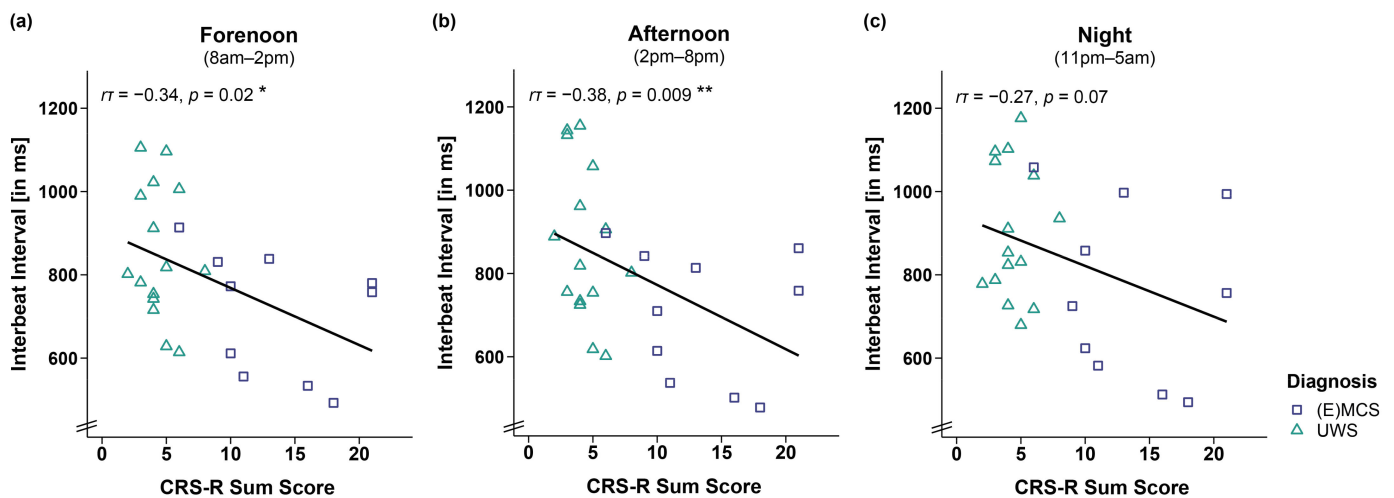 (a)
Forenoon
(8am–2pm)
rτ = −0.34, p = 0.02 *
Interbeat Interval [in ms]
1200
1000
800
600
0 5 10 15 20
CRS-R Sum Score
(b)
Afternoon
(2pm–8pm)
rτ = −0.38, p = 0.009 **
Interbeat Interval [in ms]
1200
1000
800
600
0 5 10 15 20
CRS-R Sum Score
(c)
Night
(11pm–5am)
rτ = −0.27, p = 0.07
Interbeat Interval [in ms]
1200
1000
800
600
0 5 10 15 20
CRS-R Sum Score
Diagnosis
(E)MCS
UWS